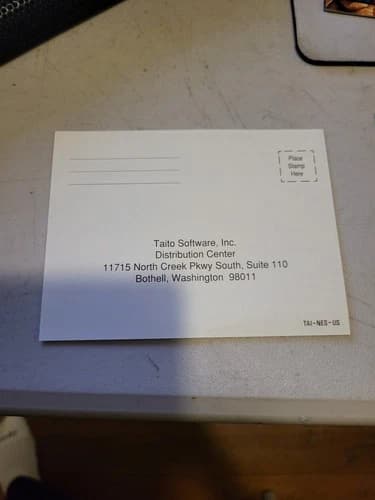 Place
Stamp
Here
Taito Software, Inc.
Distribution Center
11715 North Creek Pkwy South, Suite 110
Bothell, Washington 98011
TAI-NES-US